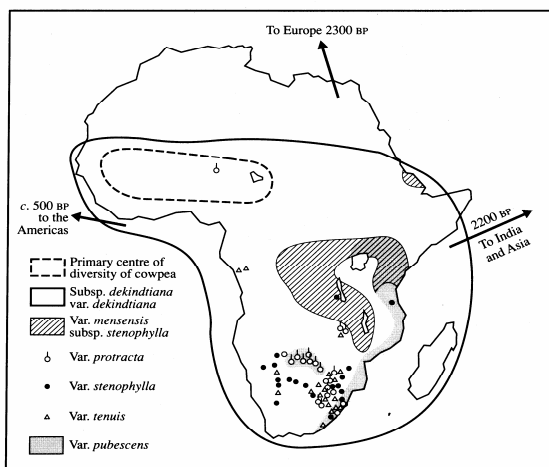 To Europe 2300 BP
c. 500 BP
to the
Americas
2200 BP
To India
and Asia
Primary centre of
diversity of cowpea
Subsp. dekindtiana
var. dekindtiana
Var. mensensis
subsp. stenophylla
Var. protracta
Var. stenophylla
Var. tenuis
Var. pubescens